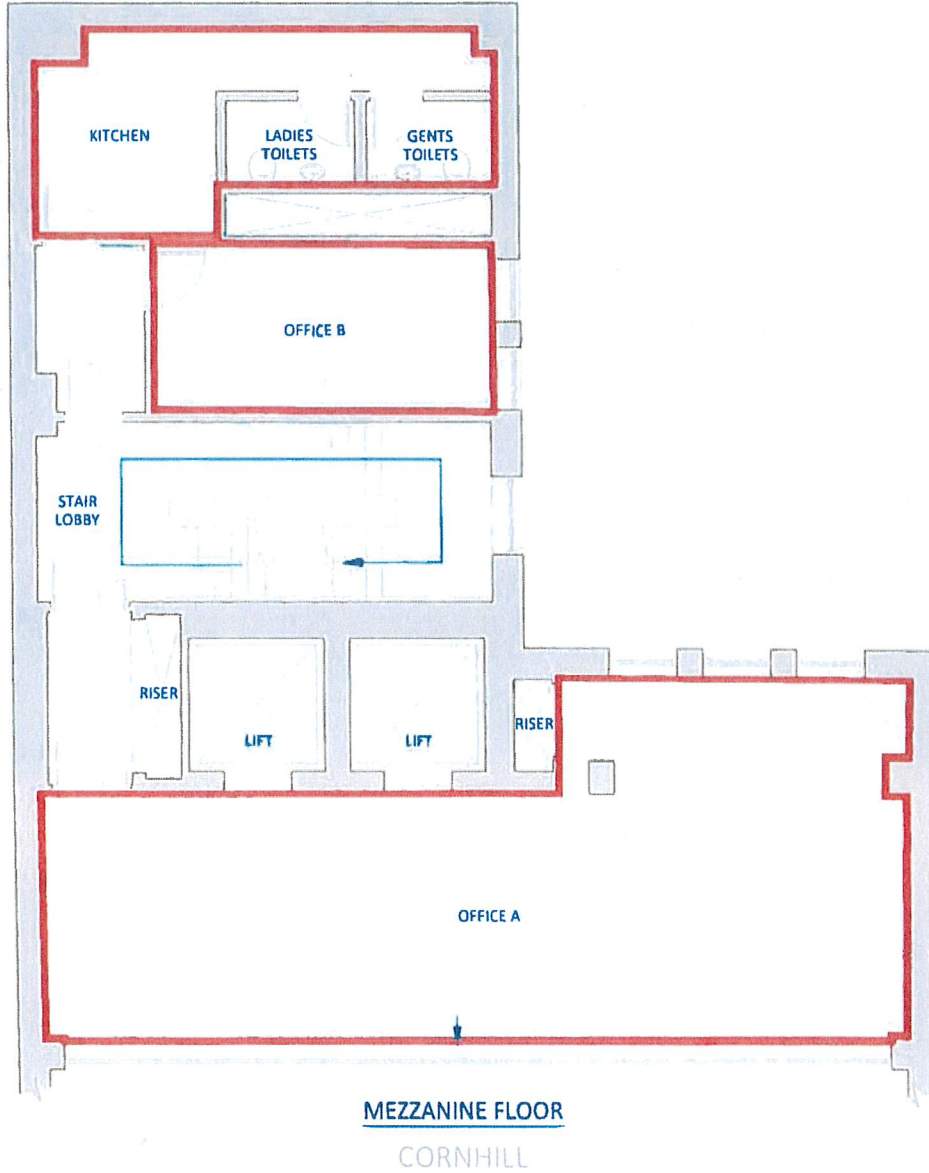 KITCHEN
LADIES
TOILETS
GENTS
TOILETS
OFFICE B
STAIR
LOBBY
RISER
LIFT
LIFT
RISER
OFFICE A
MEZZANINE FLOOR
CORNHILL